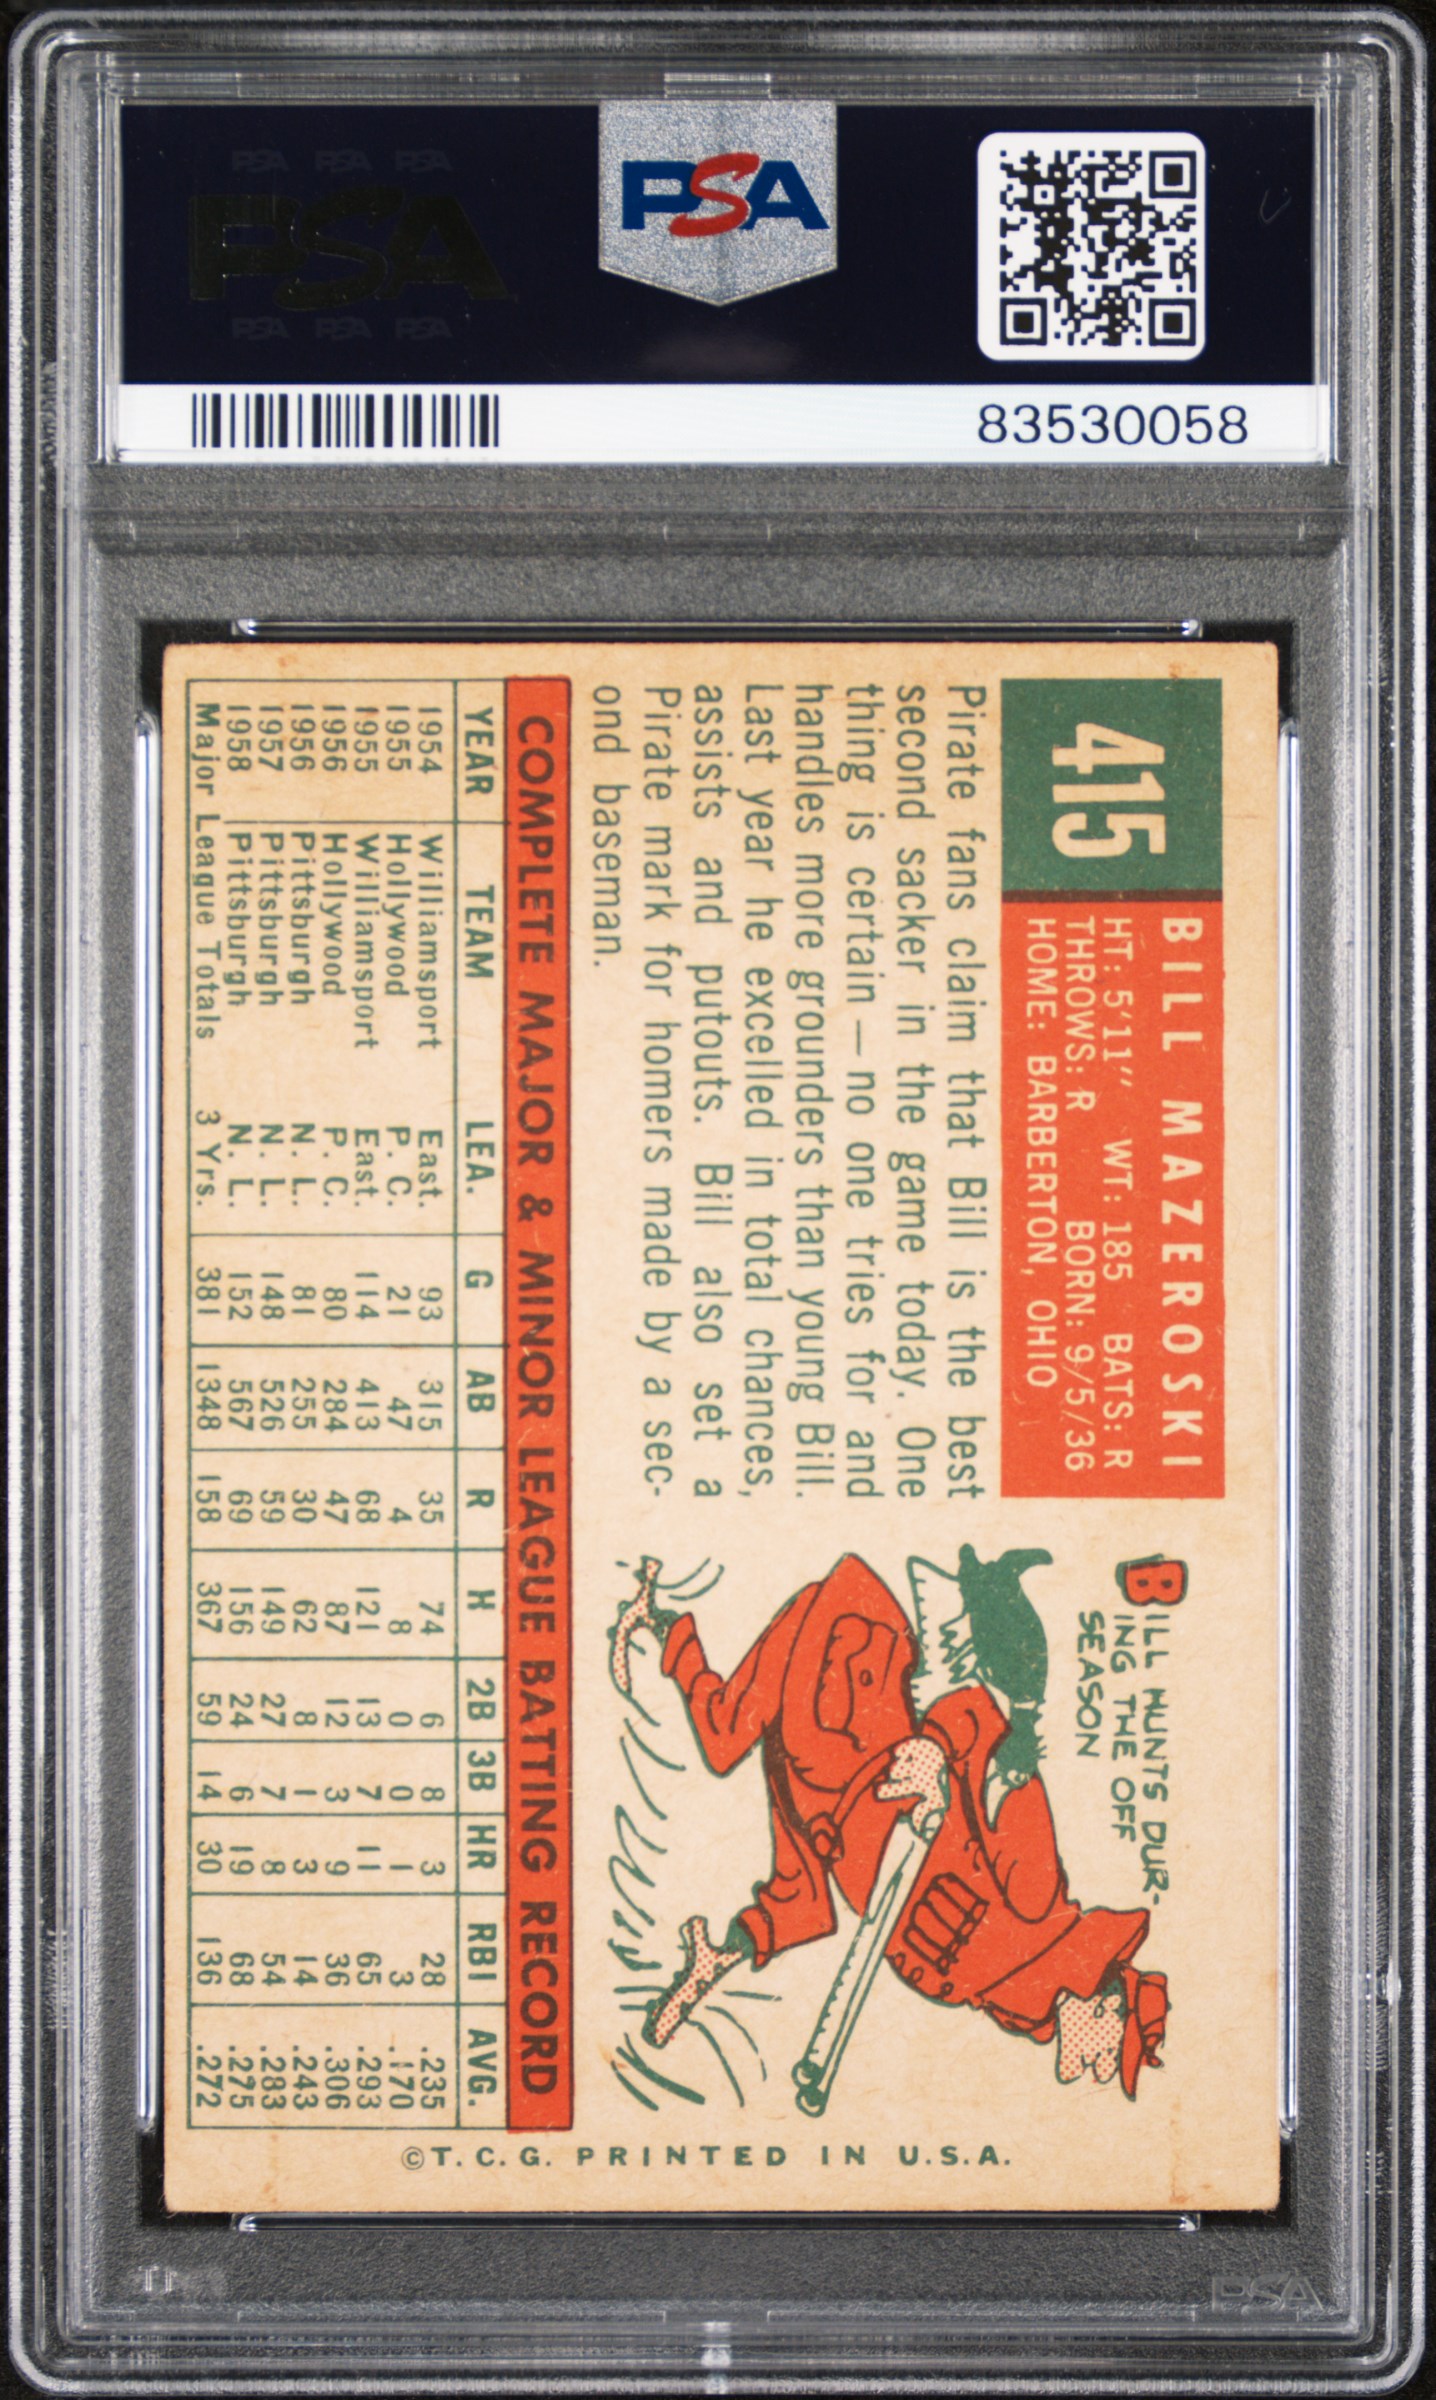 PSA PSA PSA
PSA
PSA PSA PSA
PSA
83530058
415
BILL MAZEROSKI
HT: 5'11" WT: 185 BATS: R
THROWS: R BORN: 9/5/36
HOME: BARBERTON, OHIO
Pirate fans claim that Bill is the best
second sacker in the game today. One
thing is certain — no one tries for and
handles more grounders than young Bill.
Last year he excelled in total chances,
assists and putouts. Bill also set a
Pirate mark for homers made by a sec-
ond baseman.
BILL HUNTS DUR-
ING THE OFF
SEASON
COMPLETE MAJOR & MINOR LEAGUE BATTING RECORD
YEAR TEAM LEA. G AB R H 2B 3B HR RBI AVG.
1954 Williamsport East. 93 315 35 74 6 8 3 28 .235
1955 Hollywood P. C. 21 47 4 8 0 0 1 3 .170
1955 Williamsport East. 114 413 68 121 13 7 11 65 .293
1956 Hollywood P. C. 80 284 47 87 12 3 9 36 .306
1956 Pittsburgh N. L. 81 255 30 62 8 1 3 14 .243
1957 Pittsburgh N. L. 148 526 59 149 27 7 8 54 .283
1958 Pittsburgh N. L. 152 567 69 156 24 6 19 68 .275
Major League Totals 3 Yrs. 381 1348 158 367 59 14 30 136 .272
©T. C. G. PRINTED IN U.S.A.
PSA